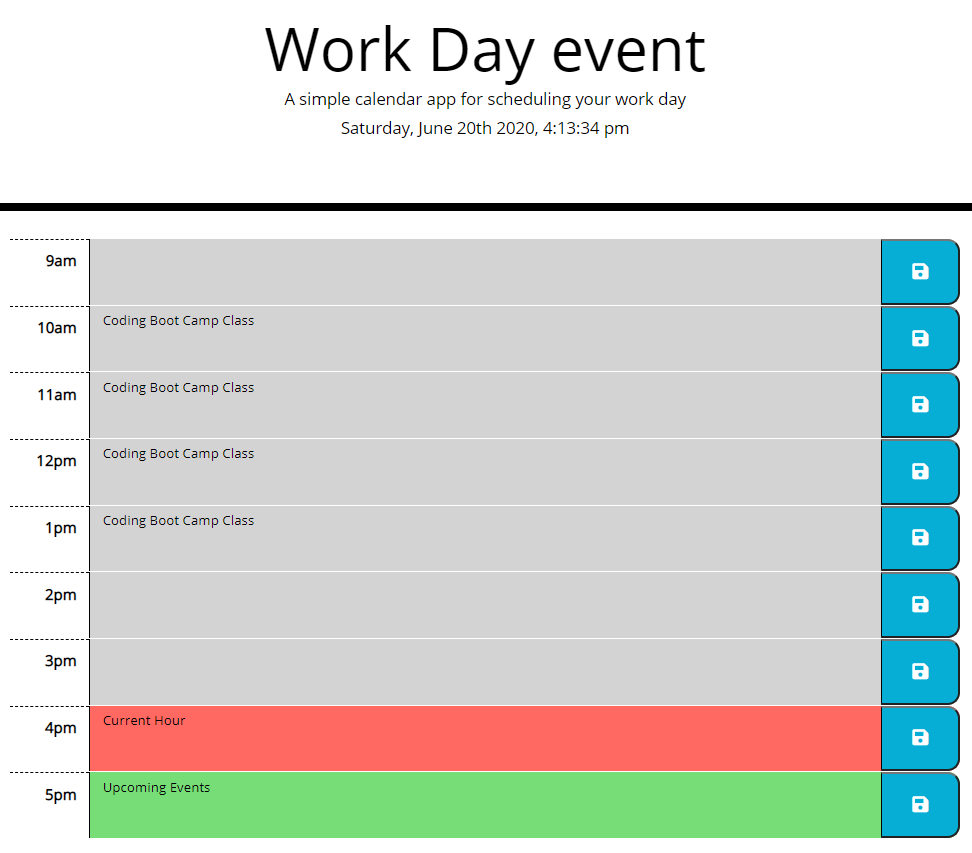 Work Day event
A simple calendar app for scheduling your work day
Saturday, June 20th 2020, 4:13:34 pm
9am
10am Coding Boot Camp Class
11am Coding Boot Camp Class
12pm Coding Boot Camp Class
1pm Coding Boot Camp Class
2pm
3pm
4pm Current Hour
5pm Upcoming Events